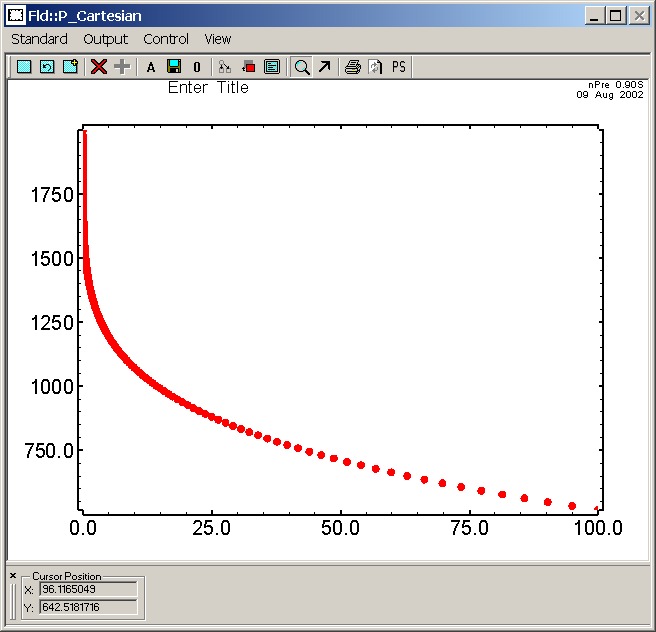 Fld::P_Cartesian
Standard Output Control View
A 0 PS
Enter Title
nPre 0.90S
09 Aug 2002
1750
1500
1250
1000
750.0
0.0 25.0 50.0 75.0 100.0
Cursor Position
X: 96.1165049
Y: 642.5181716